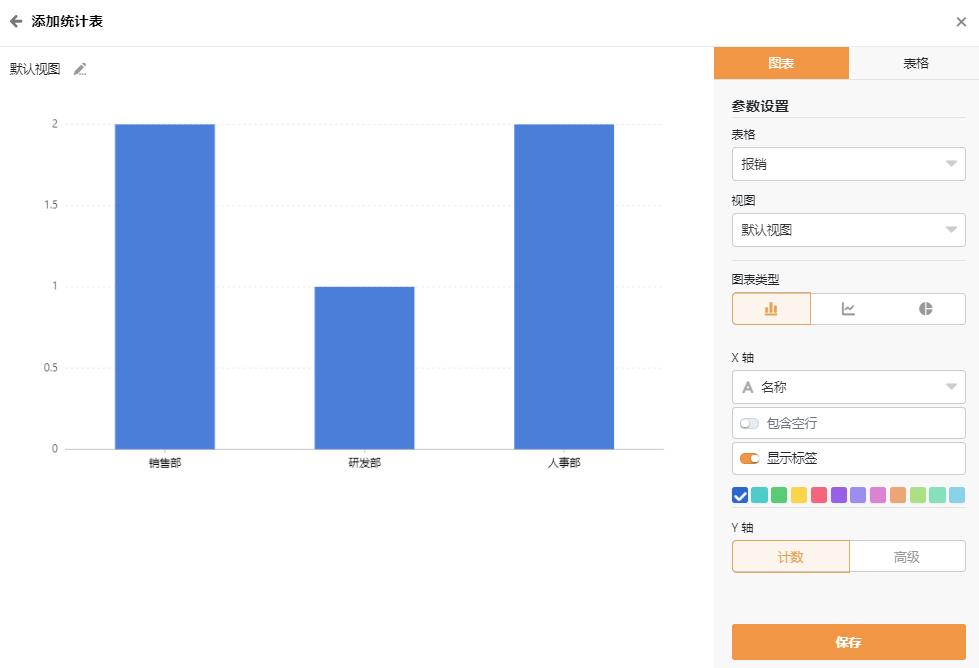 添加统计表
默认视图
2
1.5
1
0.5
0
销售部
研发部
人事部
图表
表格
参数设置
表格
报销
视图
默认视图
图表类型
X 轴
A 名称
包含空行
显示标签
Y 轴
计数
高级
保存